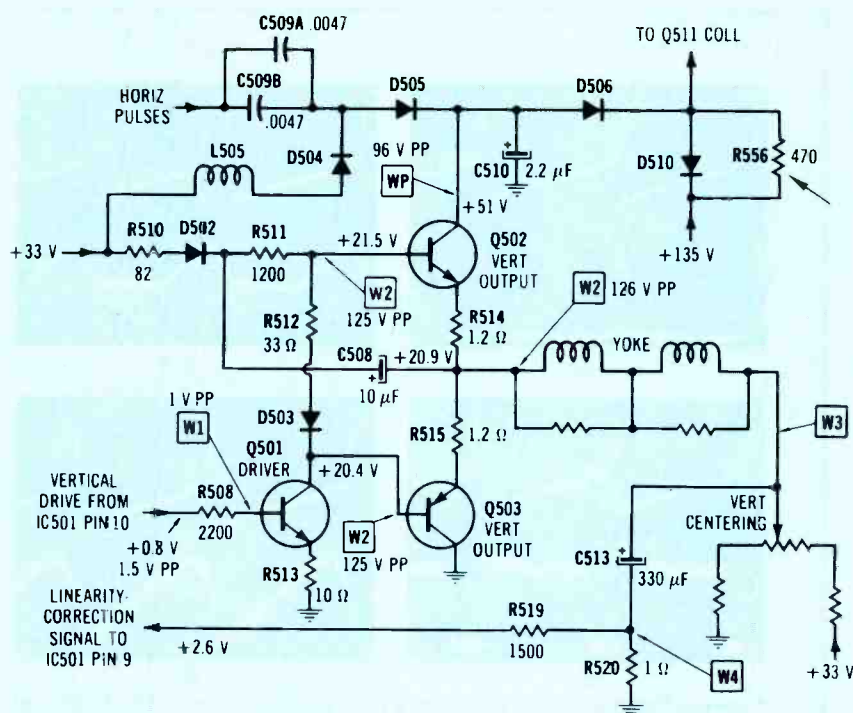 C509A .0047
TO Q511 COLL
C509B
.0047
D505
D506
HORIZ
PULSES
L505
D504
96 V PP
WP
C510
+
2.2 µF
D510
R556
470
+51 V
+135 V
+33 V
R510
82
D502
R511
1200
+21.5 V
Q502
VERT
OUTPUT
W2
125 V PP
W2
126 V PP
R512
33 Ω
R514
1.2 Ω
C508
+
10 µF
+20.9 V
YOKE
1 V PP
W1
D503
Q501
DRIVER
+20.4 V
R515
1.2 Ω
W3
VERTICAL
DRIVE FROM
IC501 PIN 10
R508
2200
+0.8 V
1.5 V PP
W2
125 V PP
Q503
VERT
OUTPUT
VERT
CENTERING
R513
10 Ω
C513
+
330 µF
LINEARITY-
CORRECTION
SIGNAL TO
IC501 PIN 9
+2.6 V
R519
1500
R520
1 Ω
W4
+33 V